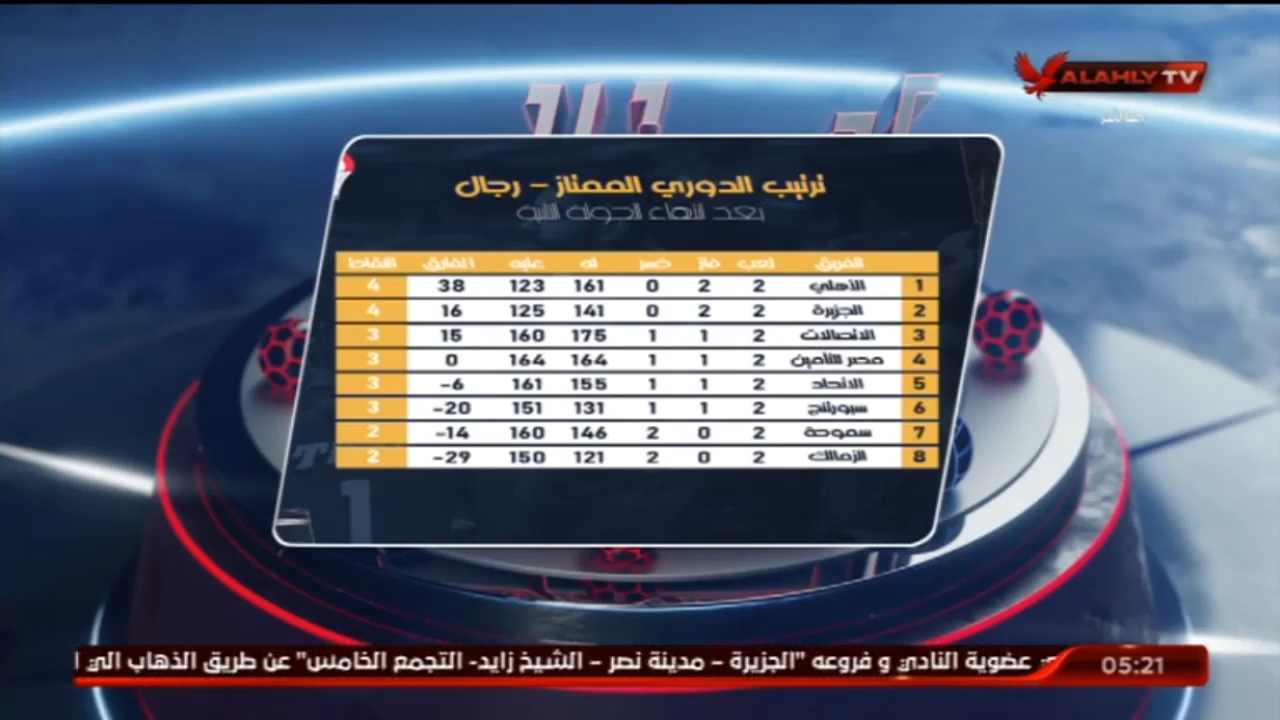 ALAHLY TV
ترتيب الدوري الممتاز – رجال
بعد انتهاء الجولة الثانية
الفريق لعب فاز خسر له عليه الفارق النقاط
1 الأهلي 2 2 0 161 123 38 4
2 الجزيرة 2 2 0 141 125 16 4
3 الاتصالات 2 1 1 175 160 15 3
4 مصر للتأمين 2 1 1 164 164 0 3
5 الاتحاد 2 1 1 155 161 6- 3
6 سبورتنج 2 1 1 131 151 20- 3
7 سموحة 2 0 2 146 160 14- 2
8 الزمالك 2 0 2 121 150 29- 2
عضوية النادي و فروعه "الجزيرة – مدينة نصر – الشيخ زايد- التجمع الخامس" عن طريق الذهاب الي
05:21